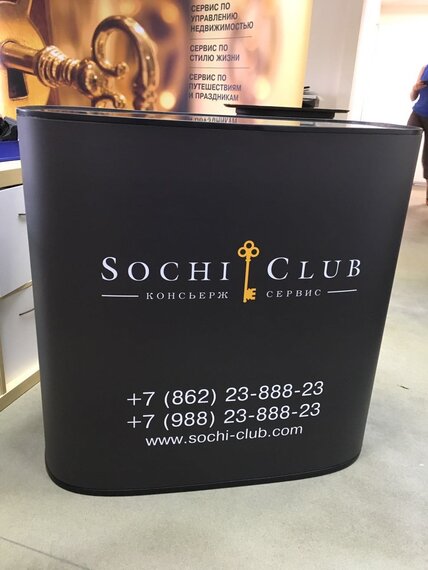 СЕРВИС ПО
УПРАВЛЕНИЮ
НЕДВИЖИМОСТЬЮ
СЕРВИС ПО
СТИЛЮ ЖИЗНИ
СЕРВИС ПО
ПУТЕШЕСТВИЯМ
И ПРАЗДНИКАМ
SOCHI CLUB
КОНСЬЕРЖ СЕРВИС
+7 (862) 23-888-23
+7 (988) 23-888-23
www.sochi-club.com